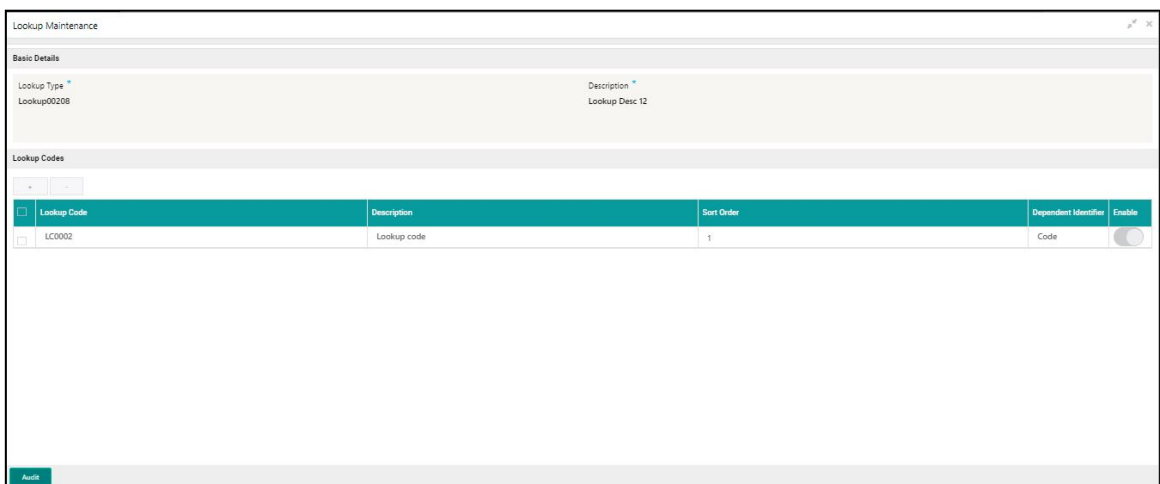 Lookup Maintenance
Basic Details
Lookup Type * Description *
Lookup00208 Lookup Desc 12
Lookup Codes
+ -
Lookup Code Description Sort Order Dependent Identifier Enable
LC0002 Lookup code 1 Code
Audit